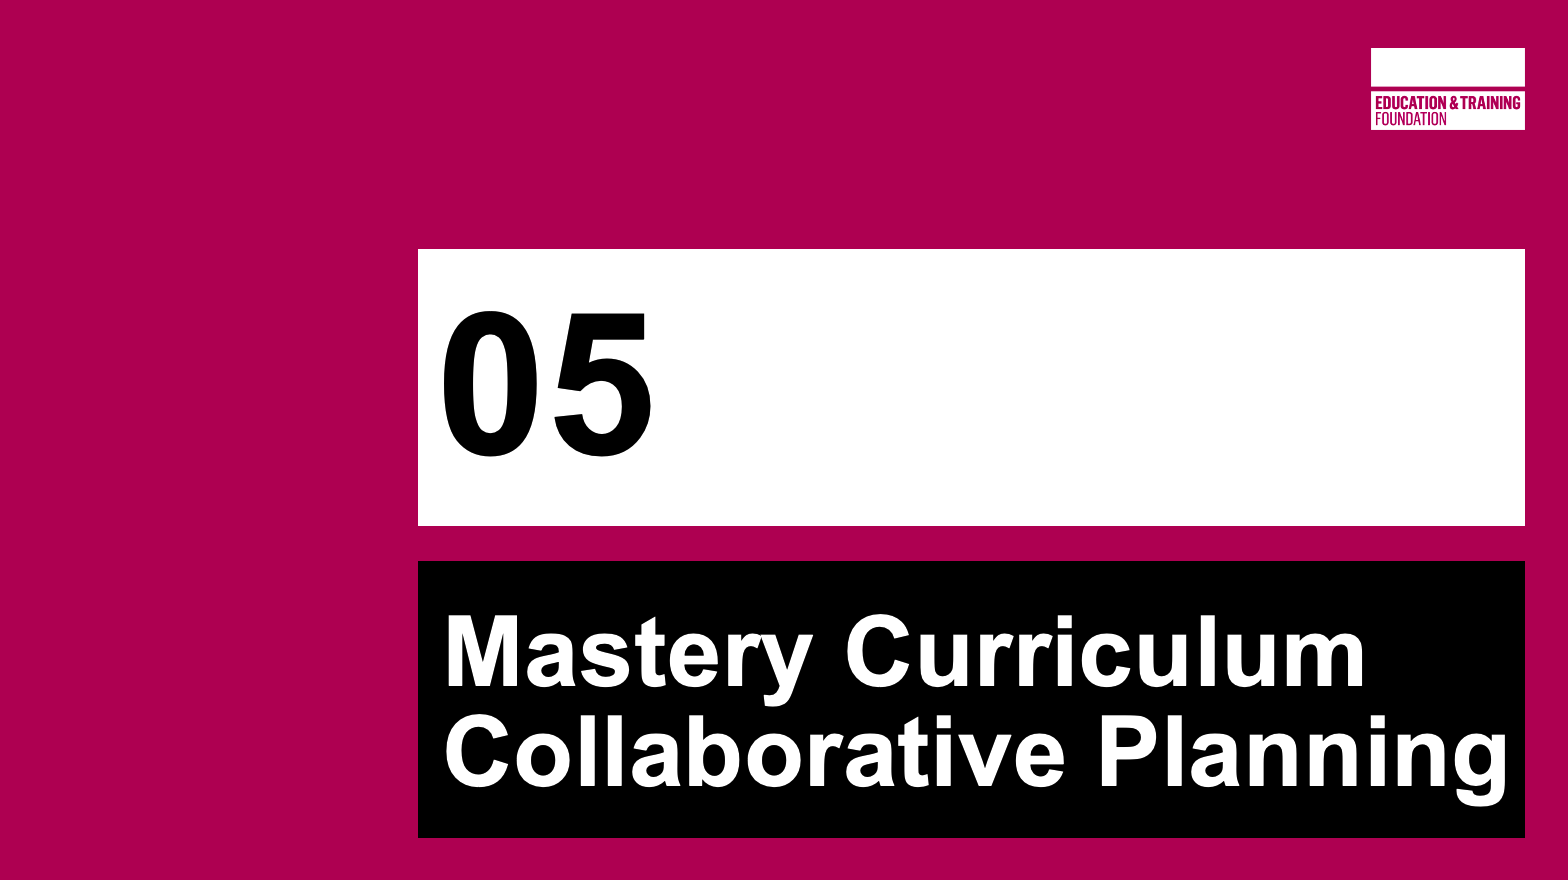 EDUCATION & TRAINING
FOUNDATION
05
Mastery Curriculum
Collaborative Planning